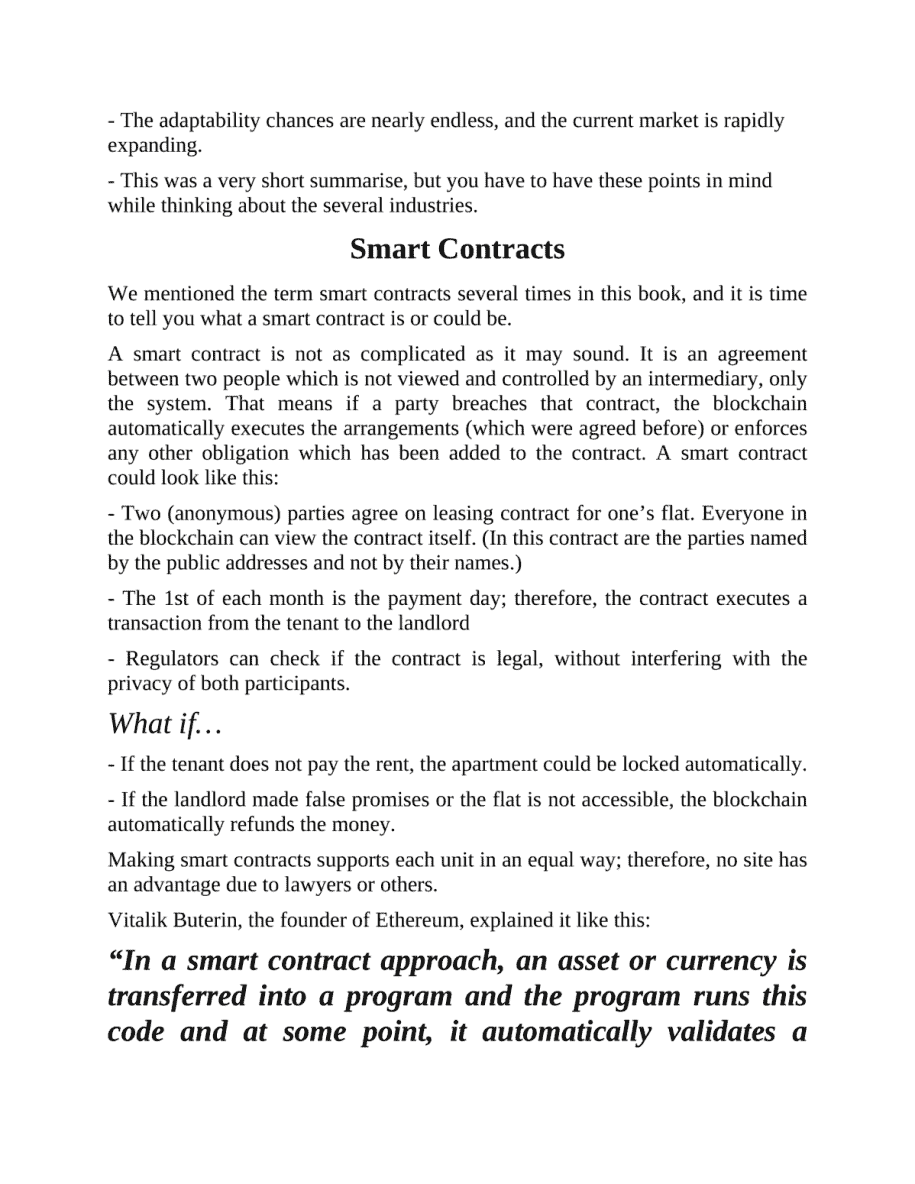 - The adaptability chances are nearly endless, and the current market is rapidly
expanding.
- This was a very short summarise, but you have to have these points in mind
while thinking about the several industries.
Smart Contracts
We mentioned the term smart contracts several times in this book, and it is time
to tell you what a smart contract is or could be.
A smart contract is not as complicated as it may sound. It is an agreement
between two people which is not viewed and controlled by an intermediary, only
the system. That means if a party breaches that contract, the blockchain
automatically executes the arrangements (which were agreed before) or enforces
any other obligation which has been added to the contract. A smart contract
could look like this:
- Two (anonymous) parties agree on leasing contract for one’s flat. Everyone in
the blockchain can view the contract itself. (In this contract are the parties named
by the public addresses and not by their names.)
- The 1st of each month is the payment day; therefore, the contract executes a
transaction from the tenant to the landlord
- Regulators can check if the contract is legal, without interfering with the
privacy of both participants.
What if…
- If the tenant does not pay the rent, the apartment could be locked automatically.
- If the landlord made false promises or the flat is not accessible, the blockchain
automatically refunds the money.
Making smart contracts supports each unit in an equal way; therefore, no site has
an advantage due to lawyers or others.
Vitalik Buterin, the founder of Ethereum, explained it like this:
“In a smart contract approach, an asset or currency is
transferred into a program and the program runs this
code and at some point, it automatically validates a